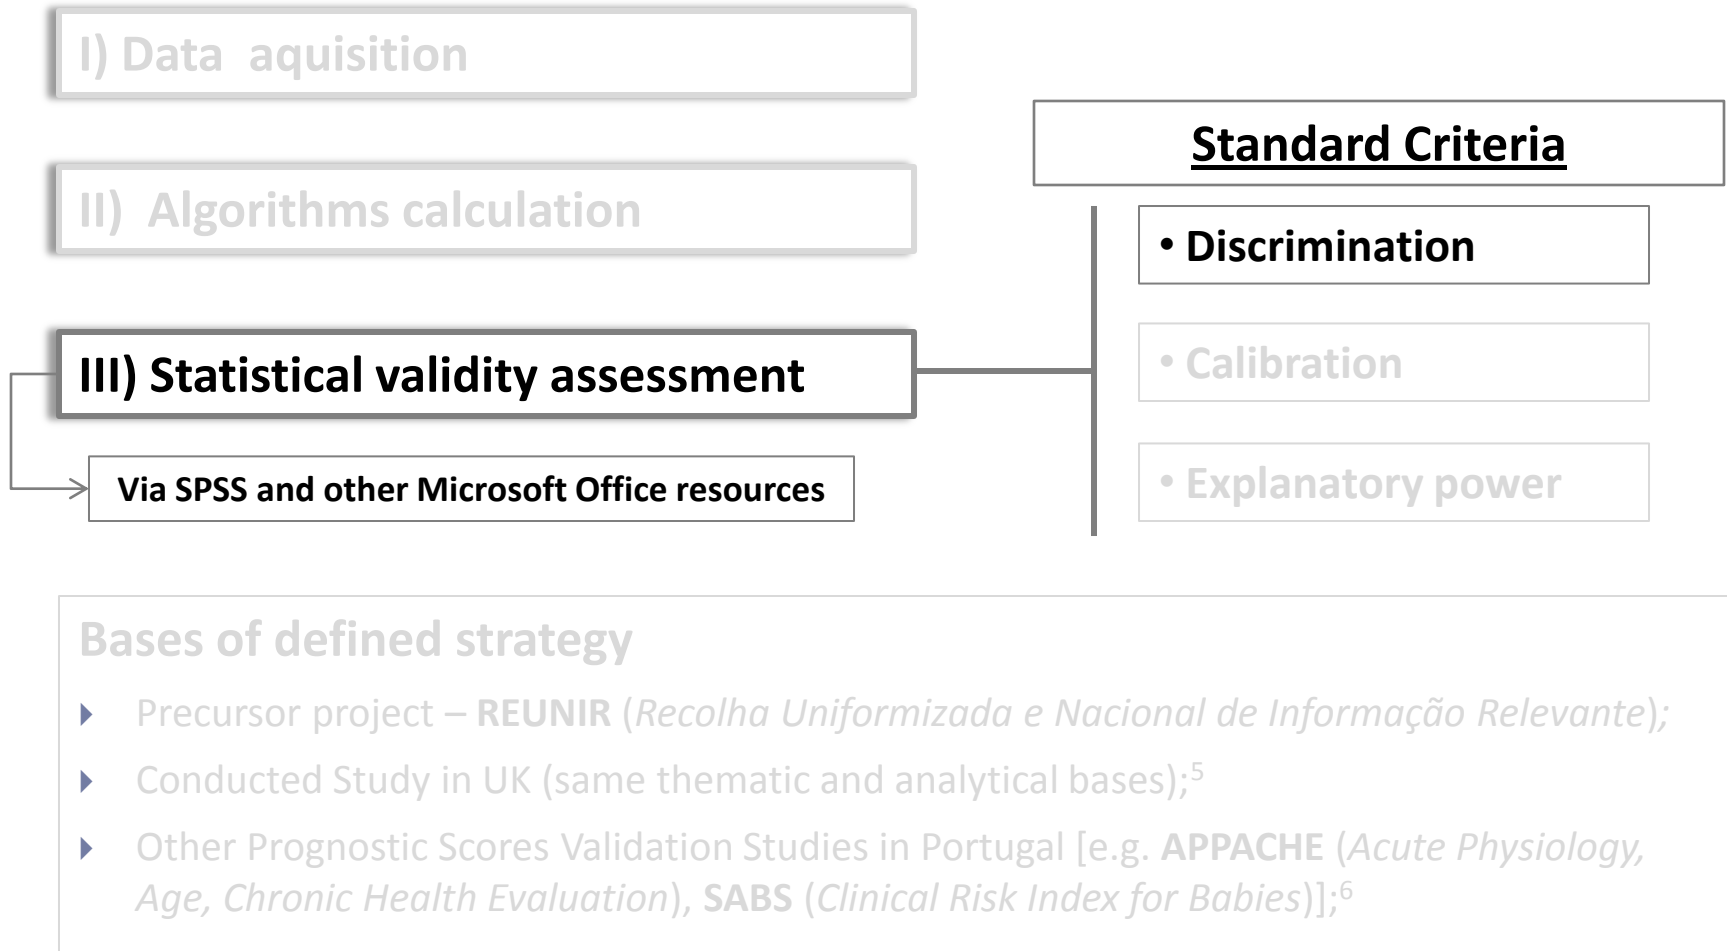 I) Data  aquisition
II)  Algorithms calculation
III) Statistical validity assessment
Via SPSS and other Microsoft Office resources
Standard Criteria
• Discrimination
• Calibration
• Explanatory power
Bases of defined strategy
Precursor project – REUNIR (Recolha Uniformizada e Nacional de Informação Relevante);
Conducted Study in UK (same thematic and analytical bases);⁵
Other Prognostic Scores Validation Studies in Portugal [e.g. APPACHE (Acute Physiology,
Age, Chronic Health Evaluation), SABS (Clinical Risk Index for Babies)];⁶